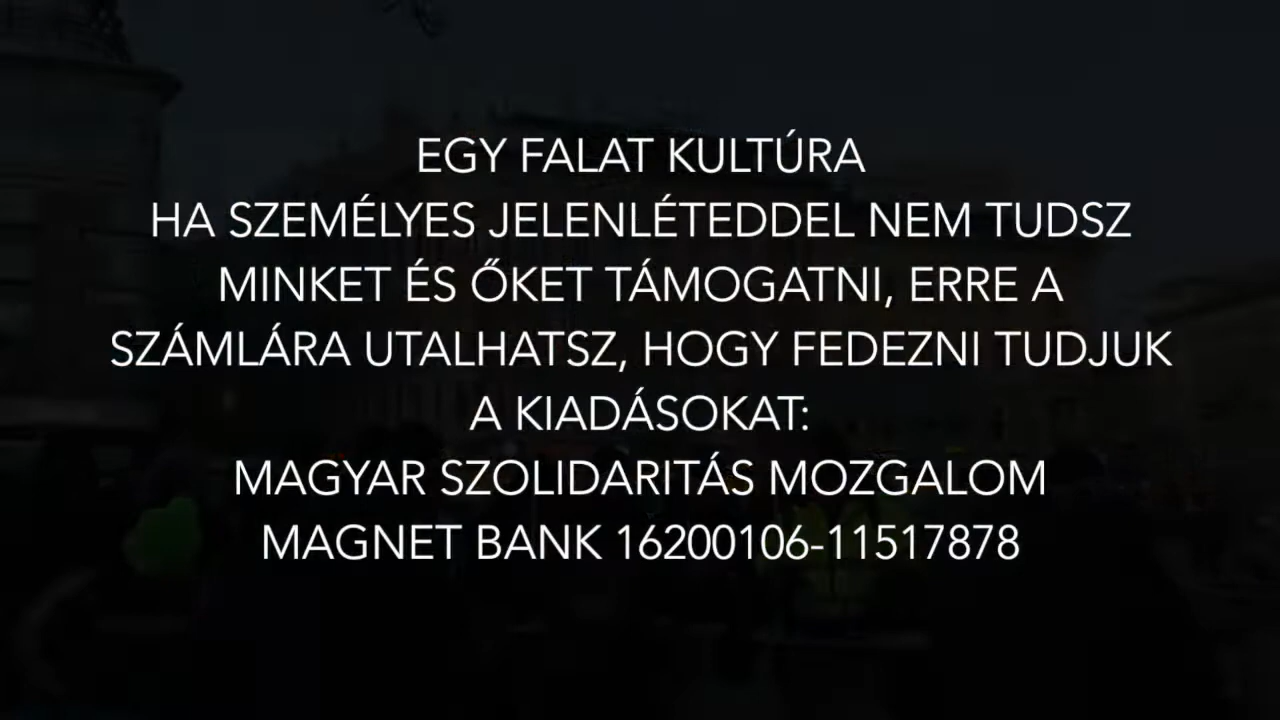 EGY FALAT KULTÚRA
HA SZEMÉLYES JELENLÉTEDDEL NEM TUDSZ
MINKET ÉS ŐKET TÁMOGATNI, ERRE A
SZÁMLÁRA UTALHATSZ, HOGY FEDEZNI TUDJUK
A KIADÁSOKAT:
MAGYAR SZOLIDARITÁS MOZGALOM
MAGNET BANK 16200106-11517878